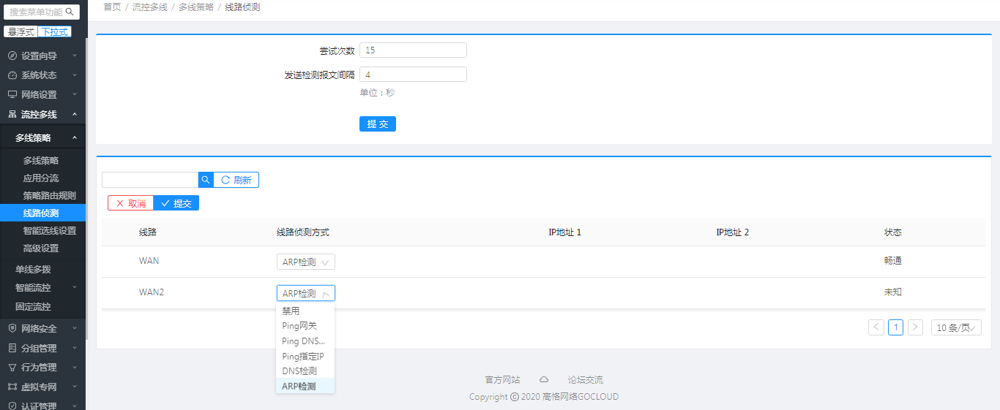 搜索菜单功能
悬浮式 下拉式
设置向导
系统状态
网络设置
流控多线
多线策略
多线策略
应用分流
策略路由规则
线路侦测
智能选线设置
高级设置
单线多拨
智能流控
固定流控
网络安全
分组管理
行为管理
虚拟专网
认证管理
首页 / 流控多线 / 多线策略 / 线路侦测
尝试次数 15
发送检测报文间隔 4
单位：秒
提 交
刷新
取消 提交
线路 线路侦测方式 IP地址 1 IP地址 2 状态
WAN ARP检测 畅通
WAN2 ARP检测 未知
禁用
Ping网关
Ping DNS...
Ping指定IP
DNS检测
ARP检测
1 10 条/页
官方网站 论坛交流
Copyright © 2020 高恪网络GOCLOUD